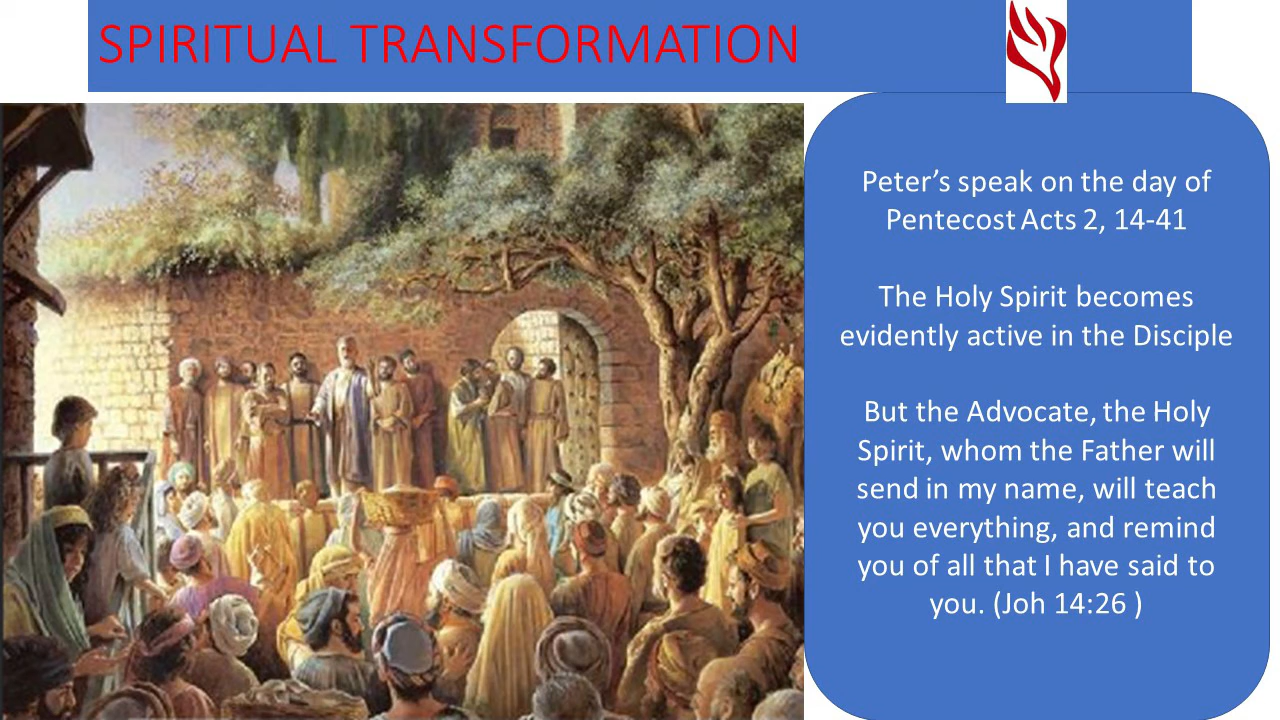 SPIRITUAL TRANSFORMATION
Peter’s speak on the day of
Pentecost Acts 2, 14-41
The Holy Spirit becomes
evidently active in the Disciple
But the Advocate, the Holy
Spirit, whom the Father will
send in my name, will teach
you everything, and remind
you of all that I have said to
you. (Joh 14:26 )